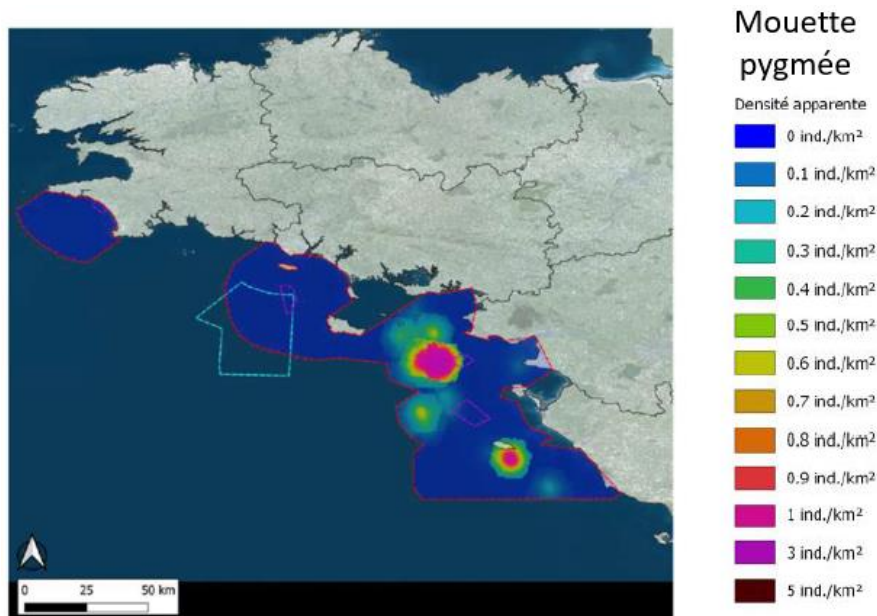 Mouette
pygmée
Densité apparente
0 ind./km²
0.1 ind./km²
0.2 ind./km²
0.3 ind./km²
0.4 ind./km²
0.5 ind./km²
0.6 ind./km²
0.7 ind./km²
0.8 ind./km²
0.9 ind./km²
1 ind./km²
3 ind./km²
5 ind./km²
0 25 50 km